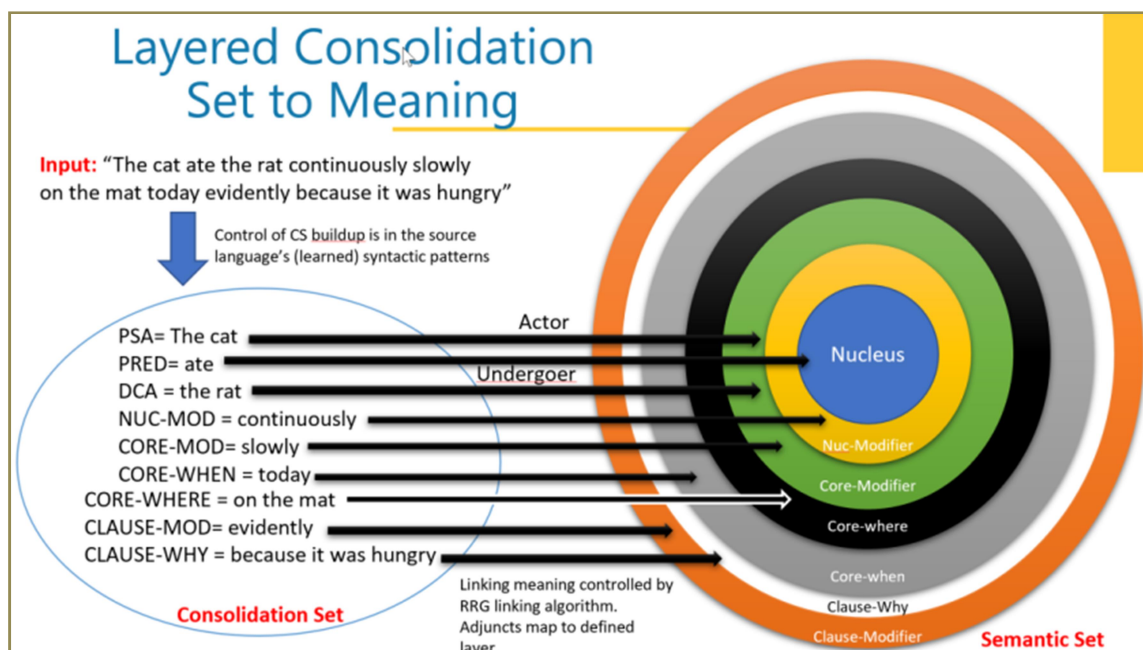 Layered Consolidation
Set to Meaning
Input: “The cat ate the rat continuously slowly
on the mat today evidently because it was hungry”
Control of CS buildup is in the source
language’s (learned) syntactic patterns
PSA= The cat
PRED= ate
DCA = the rat
NUC-MOD = continuously
CORE-MOD= slowly
CORE-WHEN = today
CORE-WHERE = on the mat
CLAUSE-MOD= evidently
CLAUSE-WHY = because it was hungry
Consolidation Set
Actor
Undergoer
Linking meaning controlled by
RRG linking algorithm.
Adjuncts map to defined
layer
Nucleus
Nuc-Modifier
Core-Modifier
Core-where
Core-when
Clause-Why
Clause-Modifier
Semantic Set